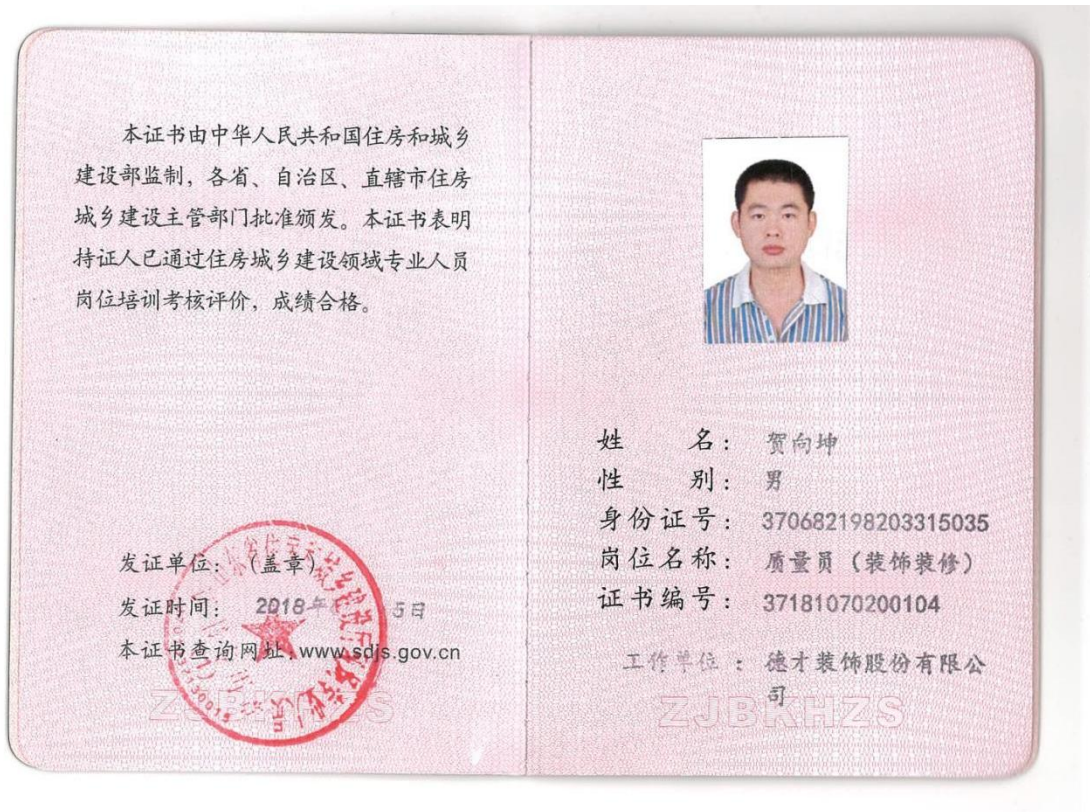 本证书由中华人民共和国住房和城乡
建设部监制，各省、自治区、直辖市住房
城乡建设主管部门批准颁发。本证书表明
持证人已通过住房城乡建设领域专业人员
岗位培训考核评价，成绩合格。
发证单位：（盖章）
发证时间： 2018年 5日
本证书查询网址：www.sdjs.gov.cn
ZJBKHZS
姓 名： 贺向坤
性 别： 男
身份证号： 370682198203315035
岗位名称： 质量员（装饰装修）
证书编号： 37181070200104
工作单位： 德才装饰股份有限公
司
ZJBKHZS